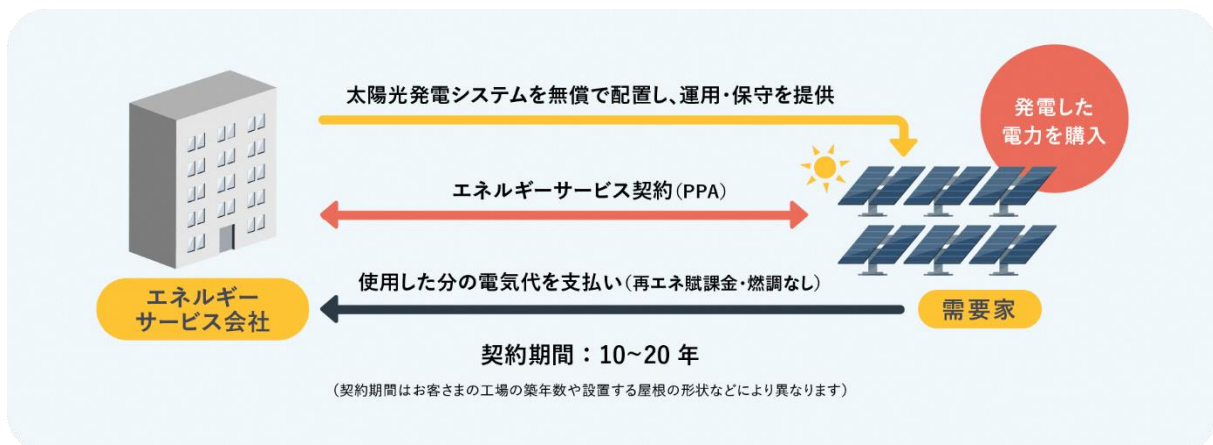 太陽光発電システムを無償で配置し、運用・保守を提供
発電した
電力を購入
エネルギーサービス契約(PPA)
使用した分の電気代を支払い(再エネ賦課金・燃調なし)
エネルギー
サービス会社
需要家
契約期間：10~20 年
(契約期間はお客さまの工場の築年数や設置する屋根の形状などにより異なります)